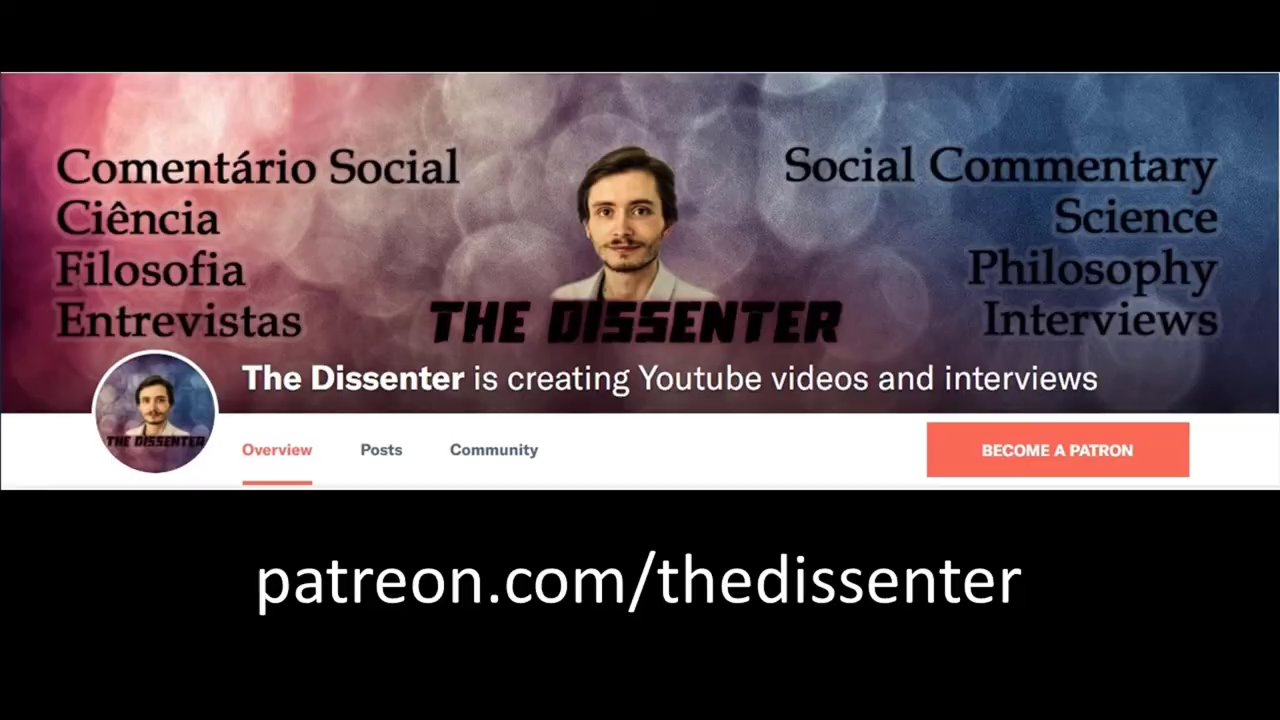 Comentário Social
Ciência
Filosofia
Entrevistas
Social Commentary
Science
Philosophy
Interviews
THE DISSENTER
The Dissenter is creating Youtube videos and interviews
THE DISSENTER
Overview
Posts
Community
BECOME A PATRON
patreon.com/thedissenter